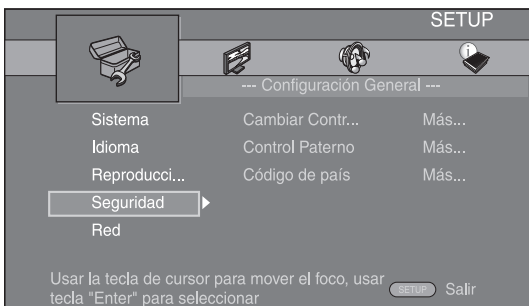 SETUP
--- Configuración General ---
Sistema Cambiar Contr... Más...
Idioma Control Paterno Más...
Reproducci... Código de país Más...
Seguridad
Red
Usar la tecla de cursor para mover el foco, usar
tecla "Enter" para seleccionar
SETUP Salir